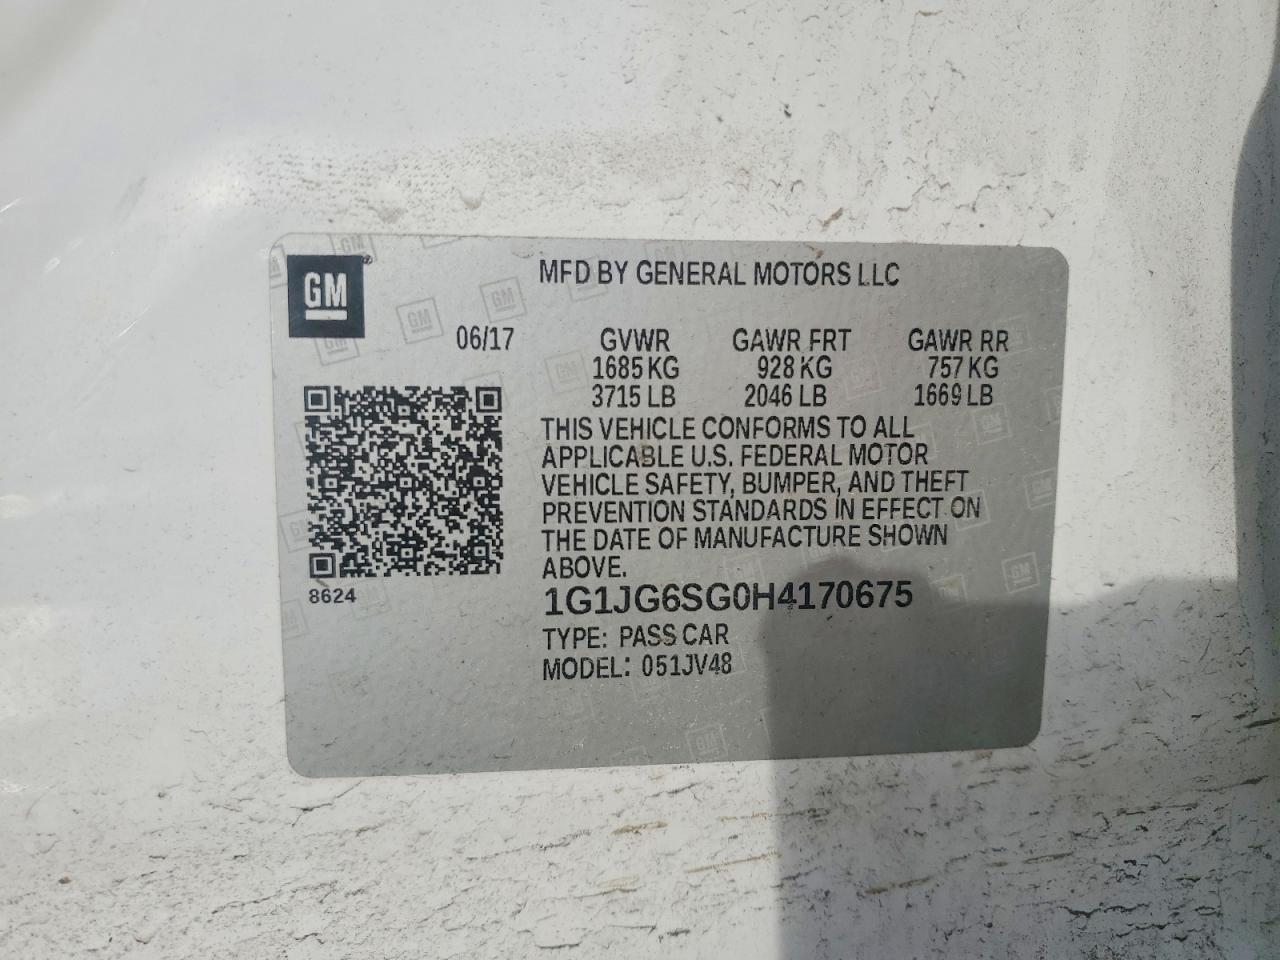 GM®
MFD BY GENERAL MOTORS LLC
06/17 GVWR GAWR FRT GAWR RR
1685 KG 928 KG 757 KG
3715 LB 2046 LB 1669 LB
THIS VEHICLE CONFORMS TO ALL
APPLICABLE U.S. FEDERAL MOTOR
VEHICLE SAFETY, BUMPER, AND THEFT
PREVENTION STANDARDS IN EFFECT ON
THE DATE OF MANUFACTURE SHOWN
ABOVE.
8624
1G1JG6SG0H4170675
TYPE: PASS CAR
MODEL: 051JV48